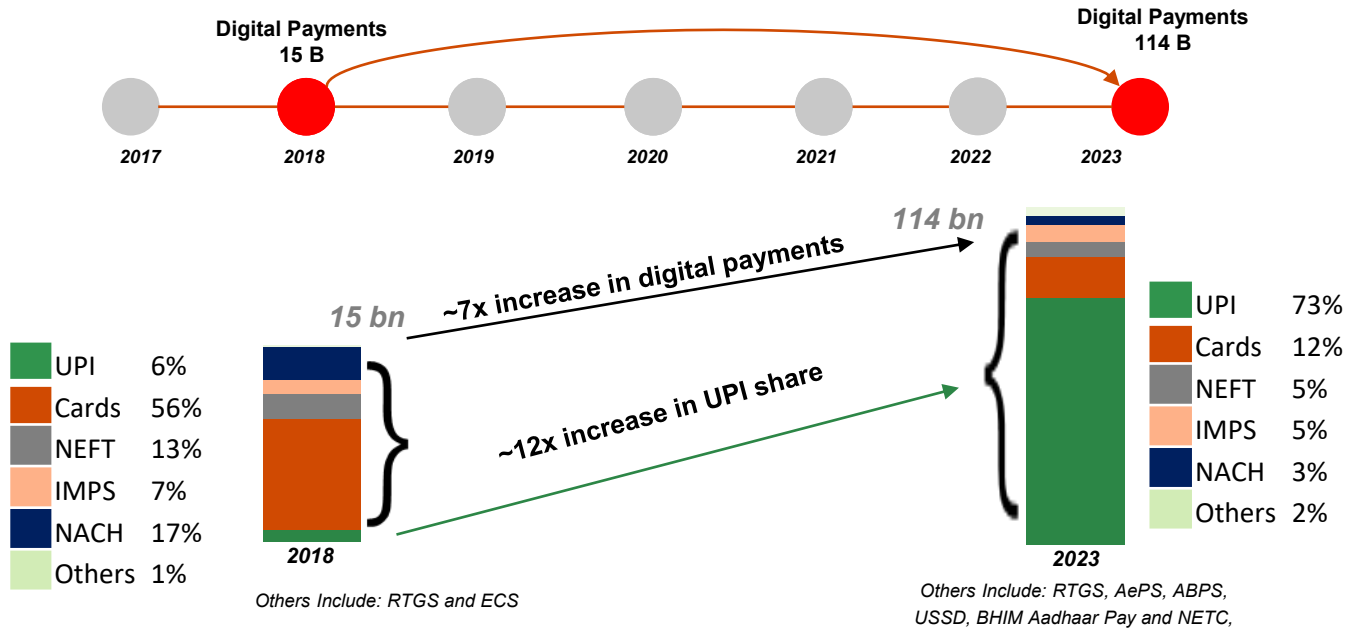 Digital Payments
15 B
Digital Payments
114 B
2017
2018
2019
2020
2021
2022
2023
15 bn
~7x increase in digital payments
114 bn
~12x increase in UPI share
UPI 6%
Cards 56%
NEFT 13%
IMPS 7%
NACH 17%
Others 1%
2018
Others Include: RTGS and ECS
UPI 73%
Cards 12%
NEFT 5%
IMPS 5%
NACH 3%
Others 2%
2023
Others Include: RTGS, AePS, ABPS,
USSD, BHIM Aadhaar Pay and NETC,